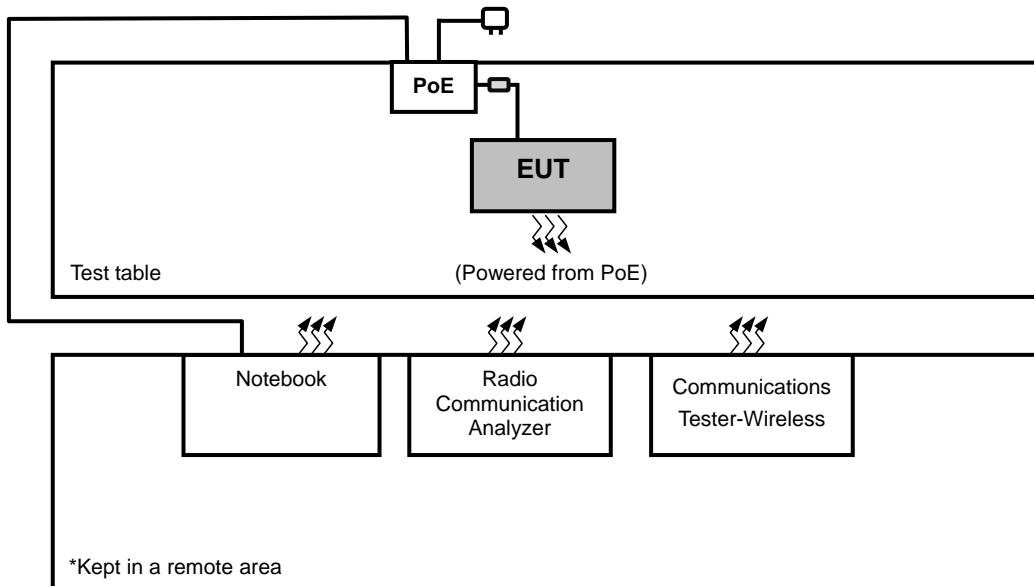 PoE
EUT
Test table
(Powered from PoE)
Notebook
Radio
Communication
Analyzer
Communications
Tester-Wireless
*Kept in a remote area